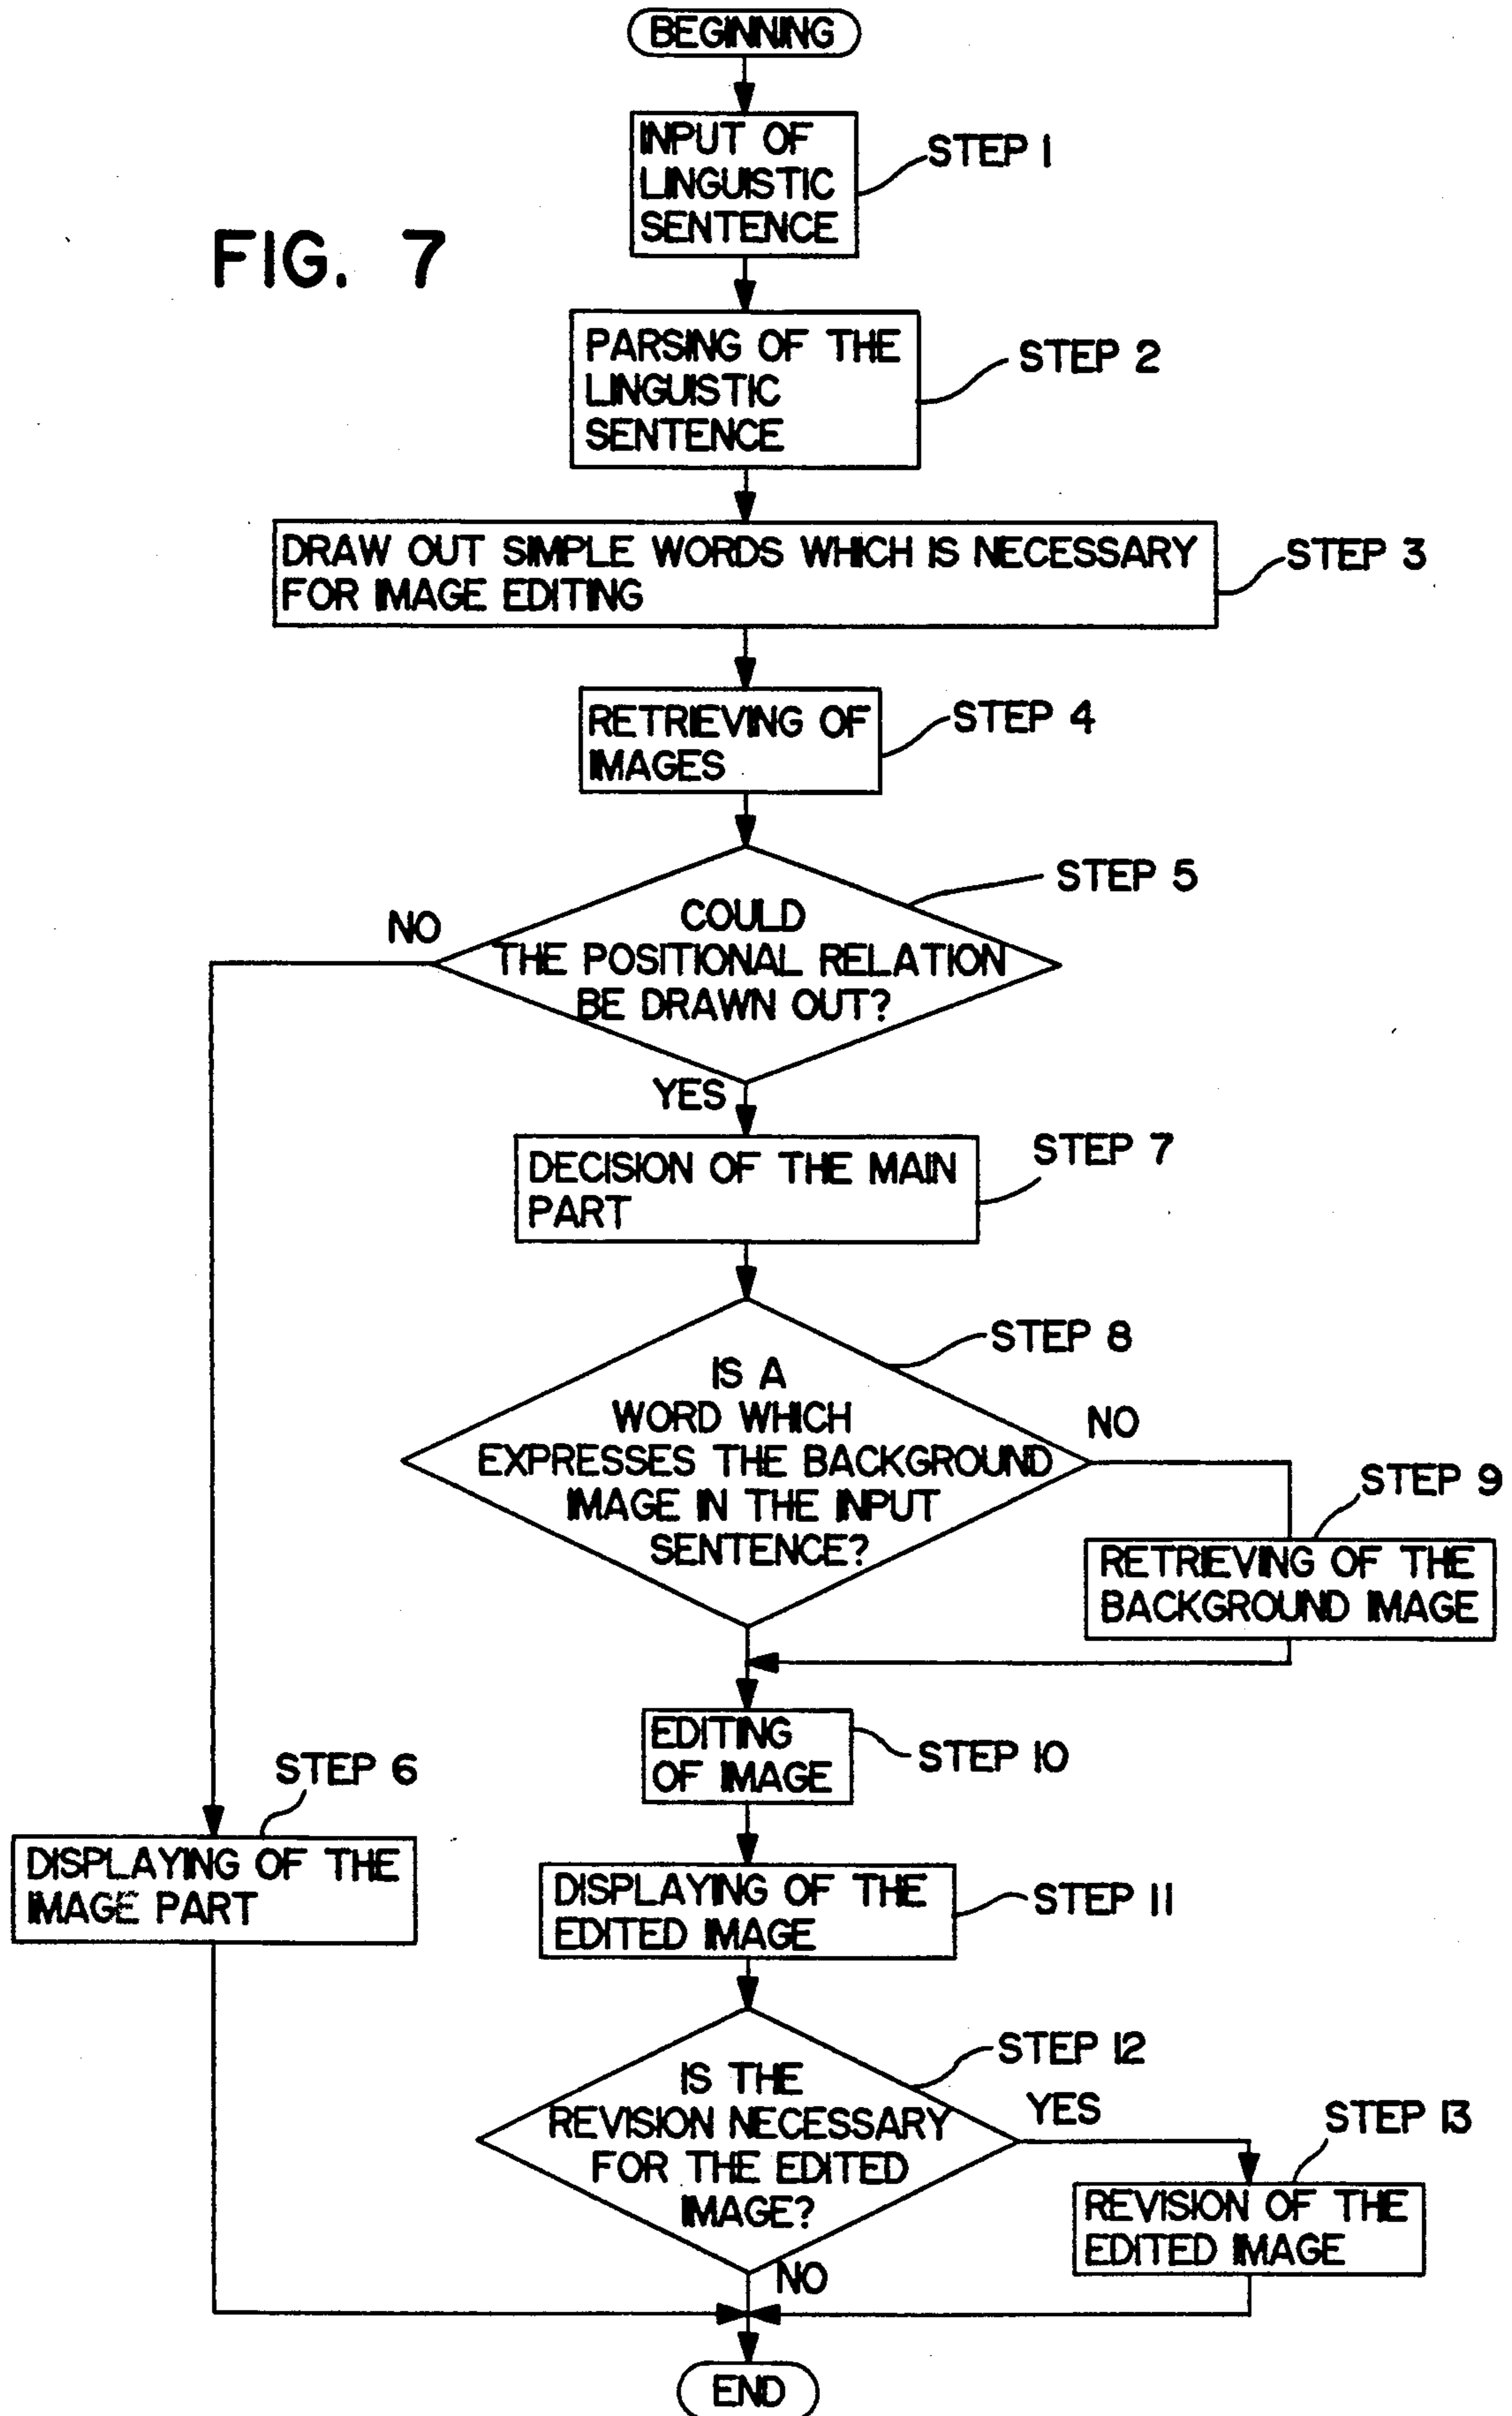 BEGINNING
INPUT OF
LINGUISTIC
SENTENCE
STEP 1
FIG. 7
PARSING OF THE
LINGUISTIC
SENTENCE
STEP 2
DRAW OUT SIMPLE WORDS WHICH IS NECESSARY
FOR IMAGE EDITING
STEP 3
RETRIEVING OF
IMAGES
STEP 4
COULD
THE POSITIONAL RELATION
BE DRAWN OUT?
STEP 5
NO
YES
DECISION OF THE MAIN
PART
STEP 7
IS A
WORD WHICH
EXPRESSES THE BACKGROUND
IMAGE IN THE INPUT
SENTENCE?
STEP 8
NO
STEP 9
RETRIEVING OF THE
BACKGROUND IMAGE
EDITING
OF IMAGE
STEP 10
STEP 6
DISPLAYING OF THE
IMAGE PART
DISPLAYING OF THE
EDITED IMAGE
STEP 11
IS THE
REVISION NECESSARY
FOR THE EDITED
IMAGE?
STEP 12
YES
STEP 13
REVISION OF THE
EDITED IMAGE
NO
END